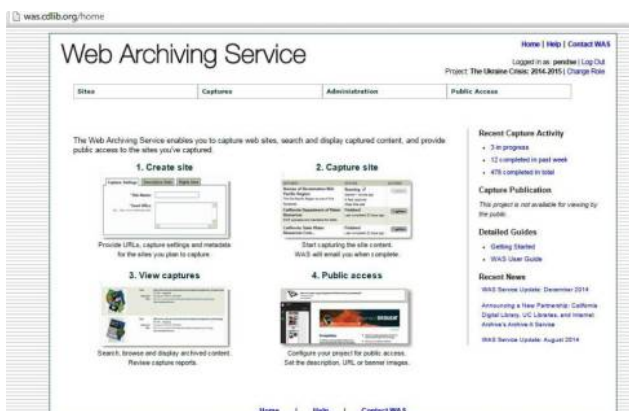 was.cdlib.org/home
Home | Help | Contact WAS
Web Archiving Service
Logged in as: pendse | Log Out
Project: The Ukraine Crisis: 2014-2015 | Change Role
Sites Captures Administration Public Access
The Web Archiving Service enables you to capture web sites, search and display captured content, and provide
public access to the sites you've captured.
1. Create site
Provide URLs, capture settings and metadata
for the sites you plan to capture.
2. Capture site
Start capturing the site content.
WAS will email you when complete.
3. View captures
Search, browse and display archived content.
Review capture reports.
4. Public access
Configure your project for public access.
Set the description, URL or banner images.
Recent Capture Activity
3 in progress
12 completed in past week
476 completed in total
Capture Publication
This project is not available for viewing by
the public.
Detailed Guides
Getting Started
WAS User Guide
Recent News
WAS Service Update: December 2014
Announcing a New Partnership: California
Digital Library, UC Libraries, and Internet
Archive's Archive-It Service
WAS Service Update: August 2014
Home | Help | Contact WAS